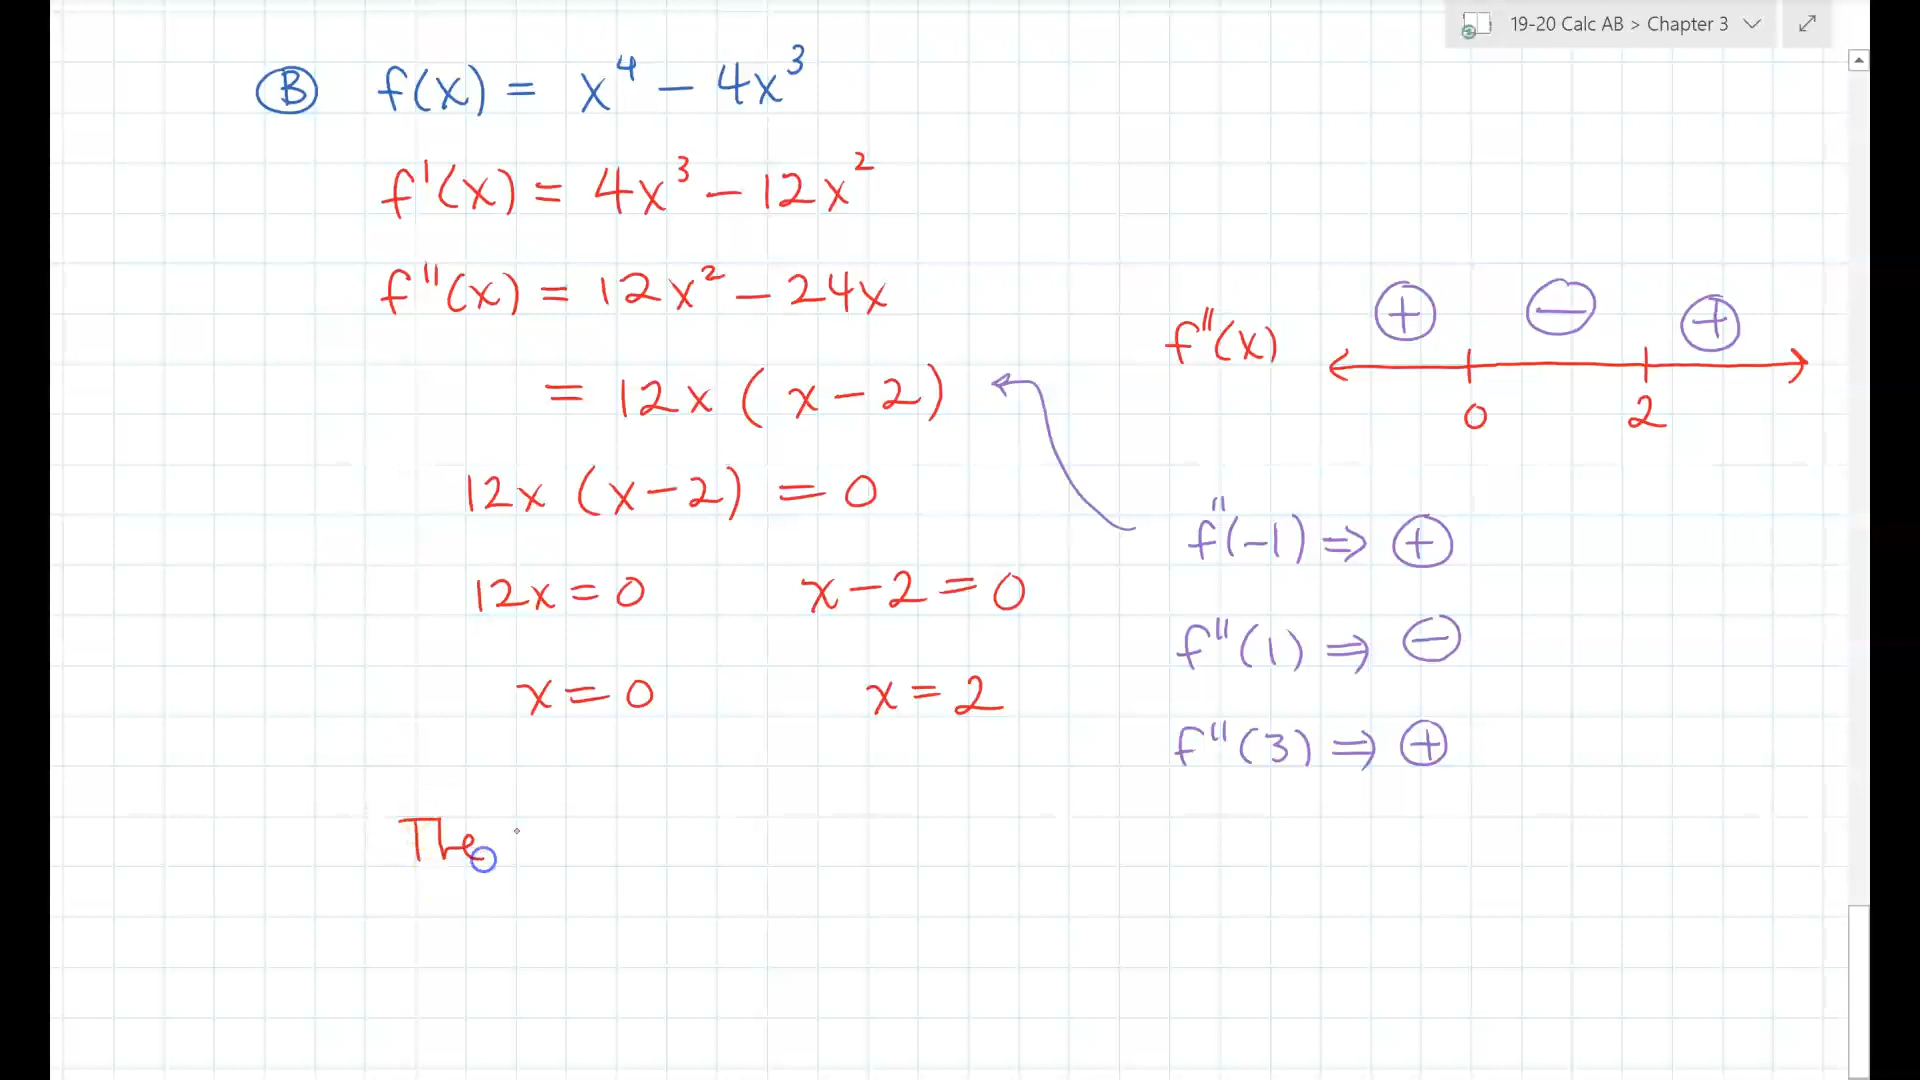 19-20 Calc AB > Chapter 3
Ⓑ f(x) = x⁴ − 4x³
f'(x) = 4x³ − 12x²
f''(x) = 12x² − 24x
= 12x (x − 2)
12x (x − 2) = 0
12x = 0 x − 2 = 0
x = 0 x = 2
The
f''(x) ⊕ ⊖ ⊕
0 2
f''(−1) ⇒ ⊕
f''(1) ⇒ ⊖
f''(3) ⇒ ⊕